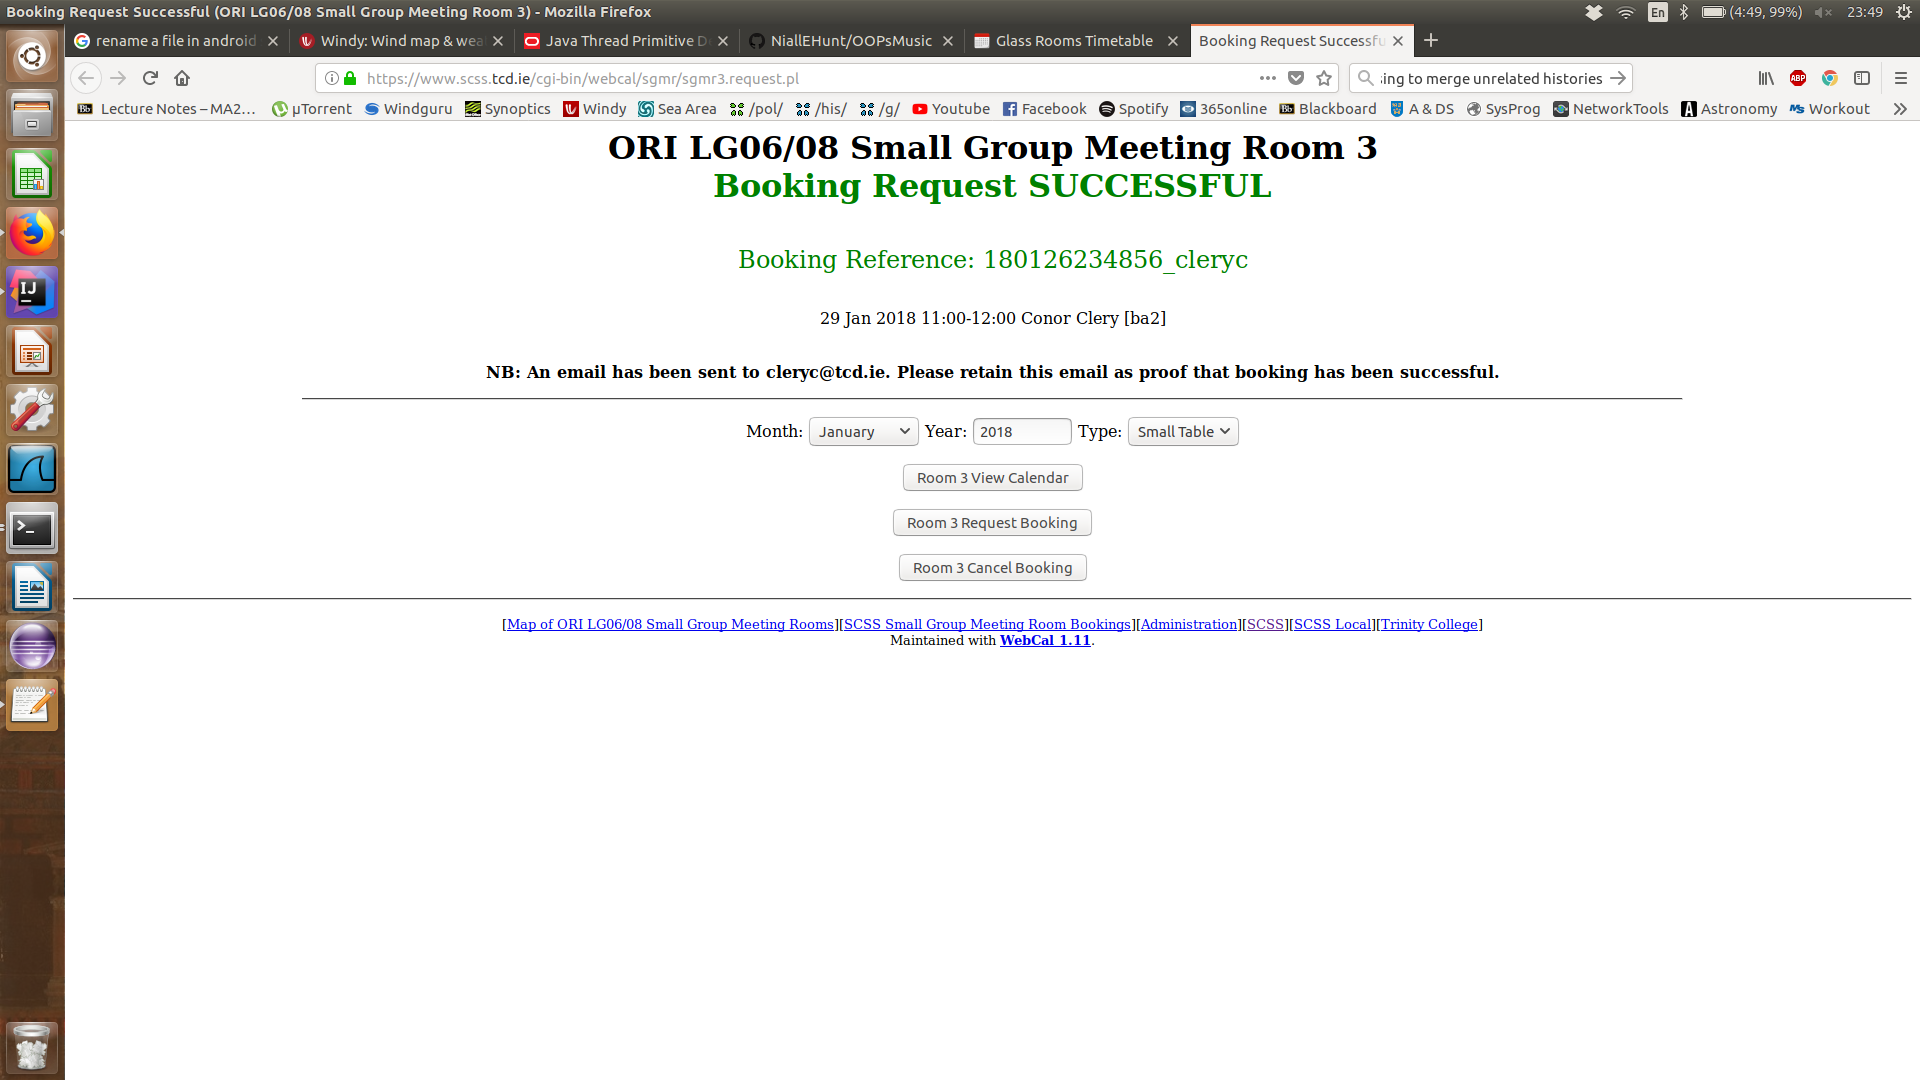 Booking Request Successful (ORI LG06/08 Small Group Meeting Room 3) - Mozilla Firefox
En (4:49, 99%) 23:49
rename a file in android
Windy: Wind map & wea
Java Thread Primitive De
NiallEHunt/OOPsMusic
Glass Rooms Timetable
Booking Request Successfu
https://www.scss.tcd.ie/cgi-bin/webcal/sgmr/sgmr3.request.pl
ing to merge unrelated histories
ABP
Lecture Notes – MA2… µTorrent Windguru Synoptics Windy Sea Area /pol/ /his/ /g/ Youtube Facebook Spotify 365online Blackboard A & DS SysProg NetworkTools Astronomy Workout
ORI LG06/08 Small Group Meeting Room 3
Booking Request SUCCESSFUL
Booking Reference: 180126234856_cleryc
29 Jan 2018 11:00-12:00 Conor Clery [ba2]
NB: An email has been sent to cleryc@tcd.ie. Please retain this email as proof that booking has been successful.
Month: January Year: 2018 Type: Small Table
Room 3 View Calendar
Room 3 Request Booking
Room 3 Cancel Booking
[Map of ORI LG06/08 Small Group Meeting Rooms][SCSS Small Group Meeting Room Bookings][Administration][SCSS][SCSS Local][Trinity College]
Maintained with WebCal 1.11.